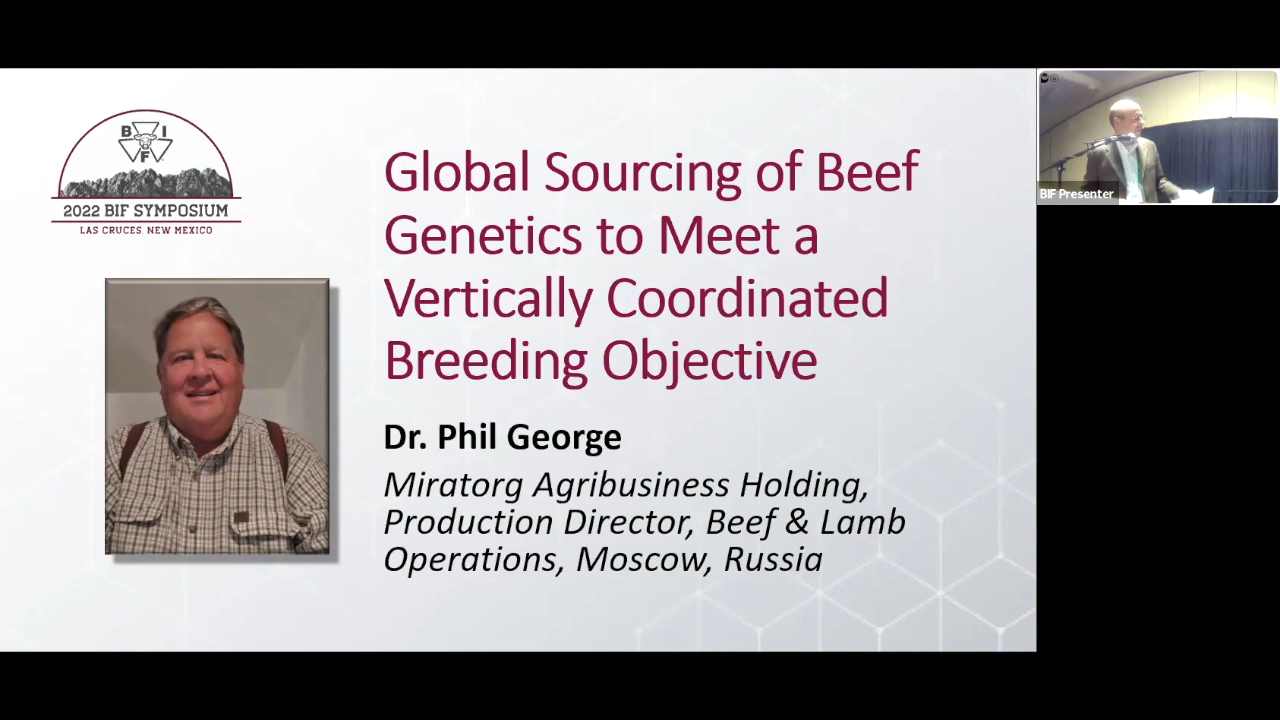 B I
F
2022 BIF SYMPOSIUM
LAS CRUCES, NEW MEXICO
Global Sourcing of Beef
Genetics to Meet a
Vertically Coordinated
Breeding Objective
Dr. Phil George
Miratorg Agribusiness Holding,
Production Director, Beef & Lamb
Operations, Moscow, Russia
BIF Presenter